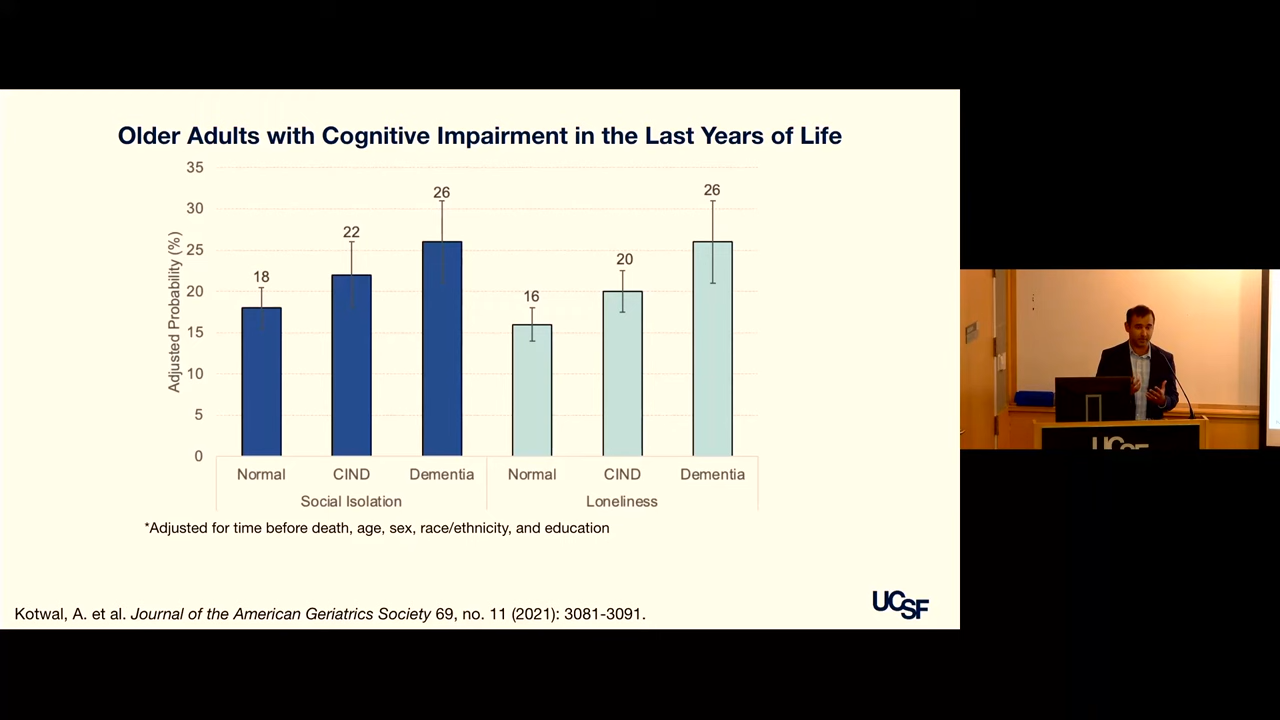 Older Adults with Cognitive Impairment in the Last Years of Life
35
30
25
20
15
10
5
0
Adjusted Probability (%)
18
22
26
16
20
26
Normal CIND Dementia Normal CIND Dementia
Social Isolation Loneliness
*Adjusted for time before death, age, sex, race/ethnicity, and education
Kotwal, A. et al. Journal of the American Geriatrics Society 69, no. 11 (2021): 3081-3091.
UCSF
UCSF